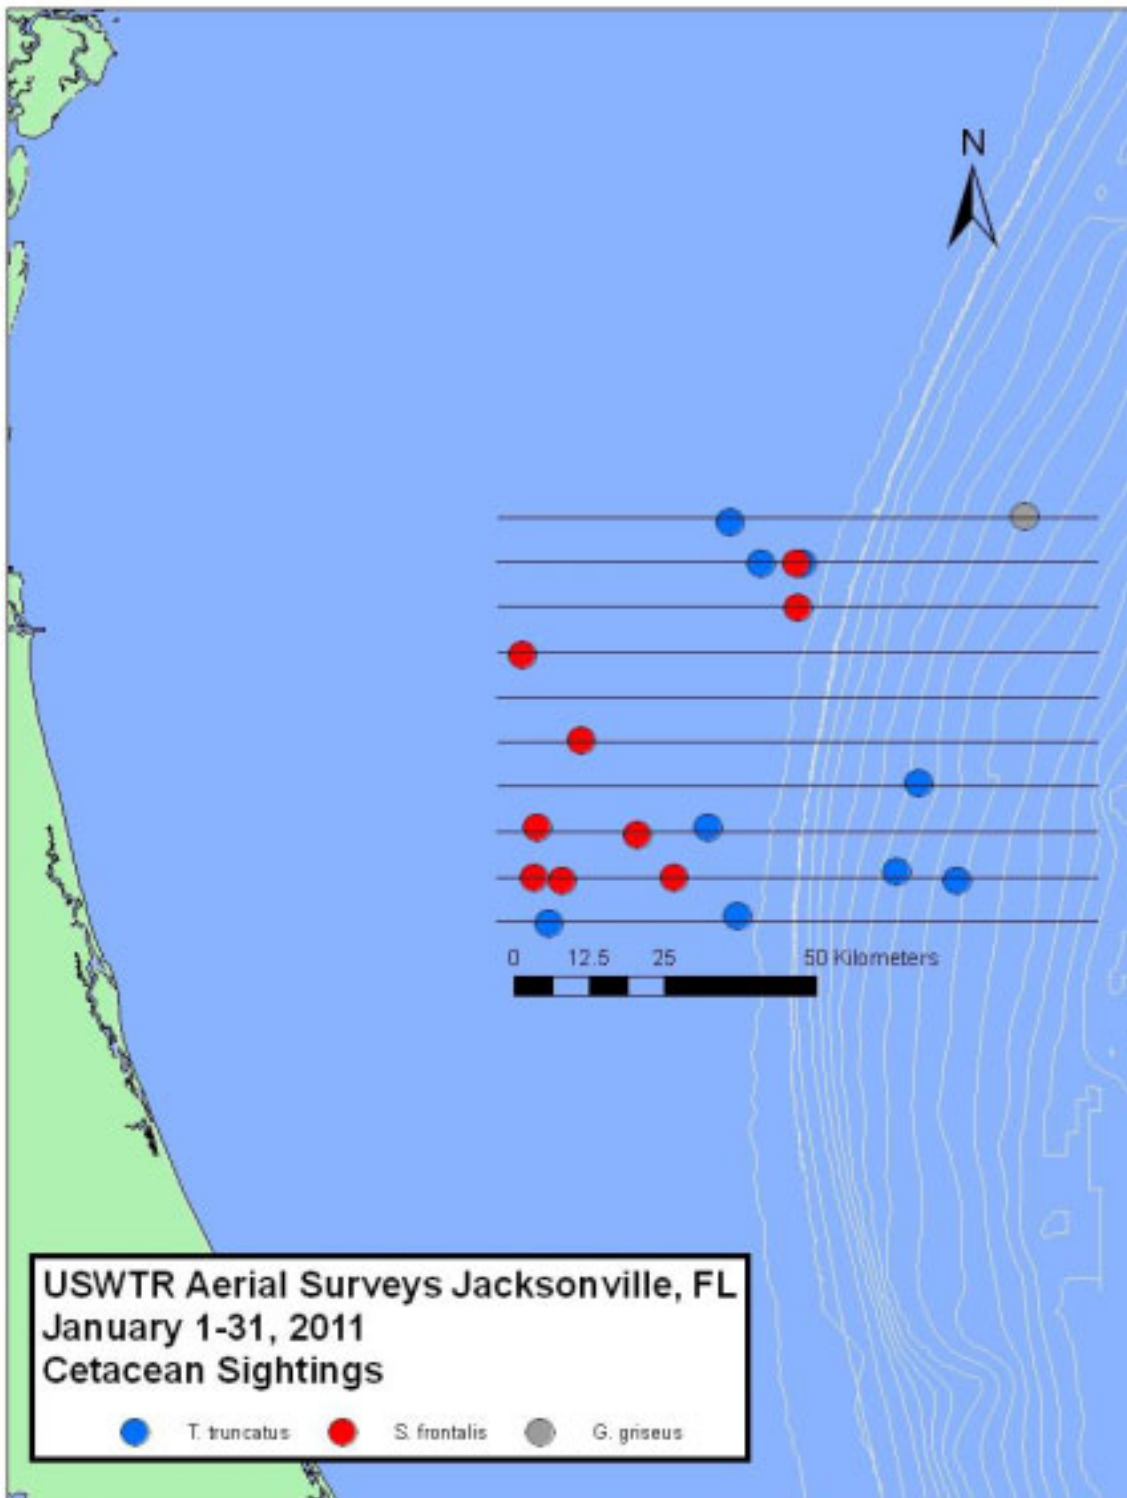 N
0 12.5 25 50 Kilometers
USWTR Aerial Surveys Jacksonville, FL
January 1-31, 2011
Cetacean Sightings
T. truncatus S. frontalis G. griseus